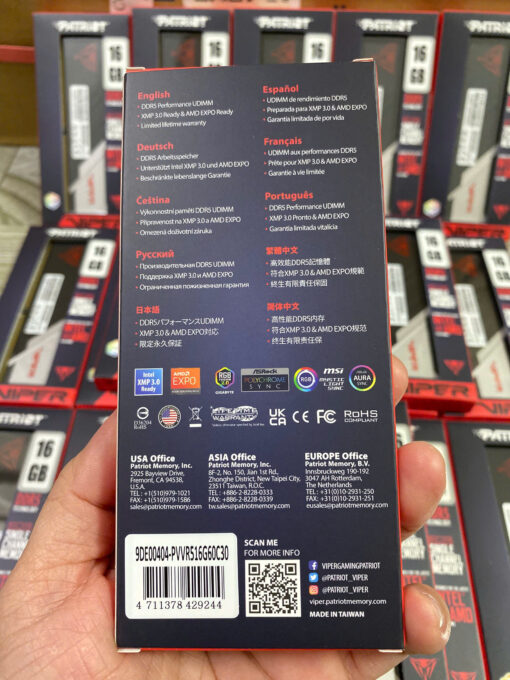 PATRIOT
16
GB
English
• DDR5 Performance UDIMM
• XMP 3.0 Ready & AMD EXPO Ready
• Limited lifetime warranty
Español
• UDIMM de rendimiento DDR5
• Preparada para XMP 3.0 & AMD EXPO
• Garantía limitada de por vida
Deutsch
• DDR5 Arbeitsspeicher
• Unterstützt Intel XMP 3.0 und AMD EXPO
• Beschränkte lebenslange Garantie
Français
• UDIMM aux performances DDR5
• Prête pour XMP 3.0 & AMD EXPO
• Garantie à vie limitée
Čeština
• Výkonnostní paměti DDR5 UDIMM
• Připravenost na XMP 3.0 a AMD EXPO
• Omezená doživotní záruka
Português
• DDR5 Performance UDIMM
• XMP 3.0 Pronto & AMD EXPO
• Garantia limitada vitalícia
Русский
• Производительная DDR5 UDIMM
• Поддержка XMP 3.0 и AMD EXPO
• Ограниченная пожизненная гарантия
繁體中文
• 高效能DDR5記憶體
• 符合XMP 3.0 & AMD EXPO規範
• 終生有限責任保固
日本語
• DDR5パフォーマンスUDIMM
• XMP 3.0 & AMD EXPO対応
• 限定永久保証
简体中文
• 高性能DDR5内存
• 符合XMP 3.0 & AMD EXPO规范
• 终生有限责任保
Intel
XMP 3.0
Ready
AMD
EXPO
RGB
GIGABYTE
ASRock
POLYCHROME
SYNC
RGB
msi
MYSTIC
LIGHT
SYNC
AURA
SYNC
D36204
RoHS
LIFETIME
WARRANTY
UK
CA
CE
FC
RoHS
COMPLIANT
USA Office
Patriot Memory, Inc.
2925 Bayview Drive,
Fremont, CA 94538,
U.S.A.
TEL : +1(510)979-1021
FAX: +1(510)979-1586
sales@patriotmemory.com
ASIA Office
Patriot Memory, Inc.
8F-2, No. 150, Jian 1st Rd.,
Zhonghe District, New Taipei City,
23511 Taiwan, R.O.C.
TEL : +886-2-8228-0333
FAX: +886-2-8228-0339
tw.sales@patriotmemory.com
EUROPE Office
Patriot Memory B.V.
Innsbruckweg 190-192
3047 AH Rotterdam,
The Netherlands
TEL : +31(0)10-2931-250
FAX: +31(0)10-2931-251
eusales@patriotmemory.com
9DE00404-PVVR516G60C30
4 711378 429244
SCAN ME
FOR MORE INFO
VIPERGAMINGPATRIOT
@PATRIOT_VIPER
@PATRIOT_VIPER
viper.patriotmemory.com
MADE IN TAIWAN